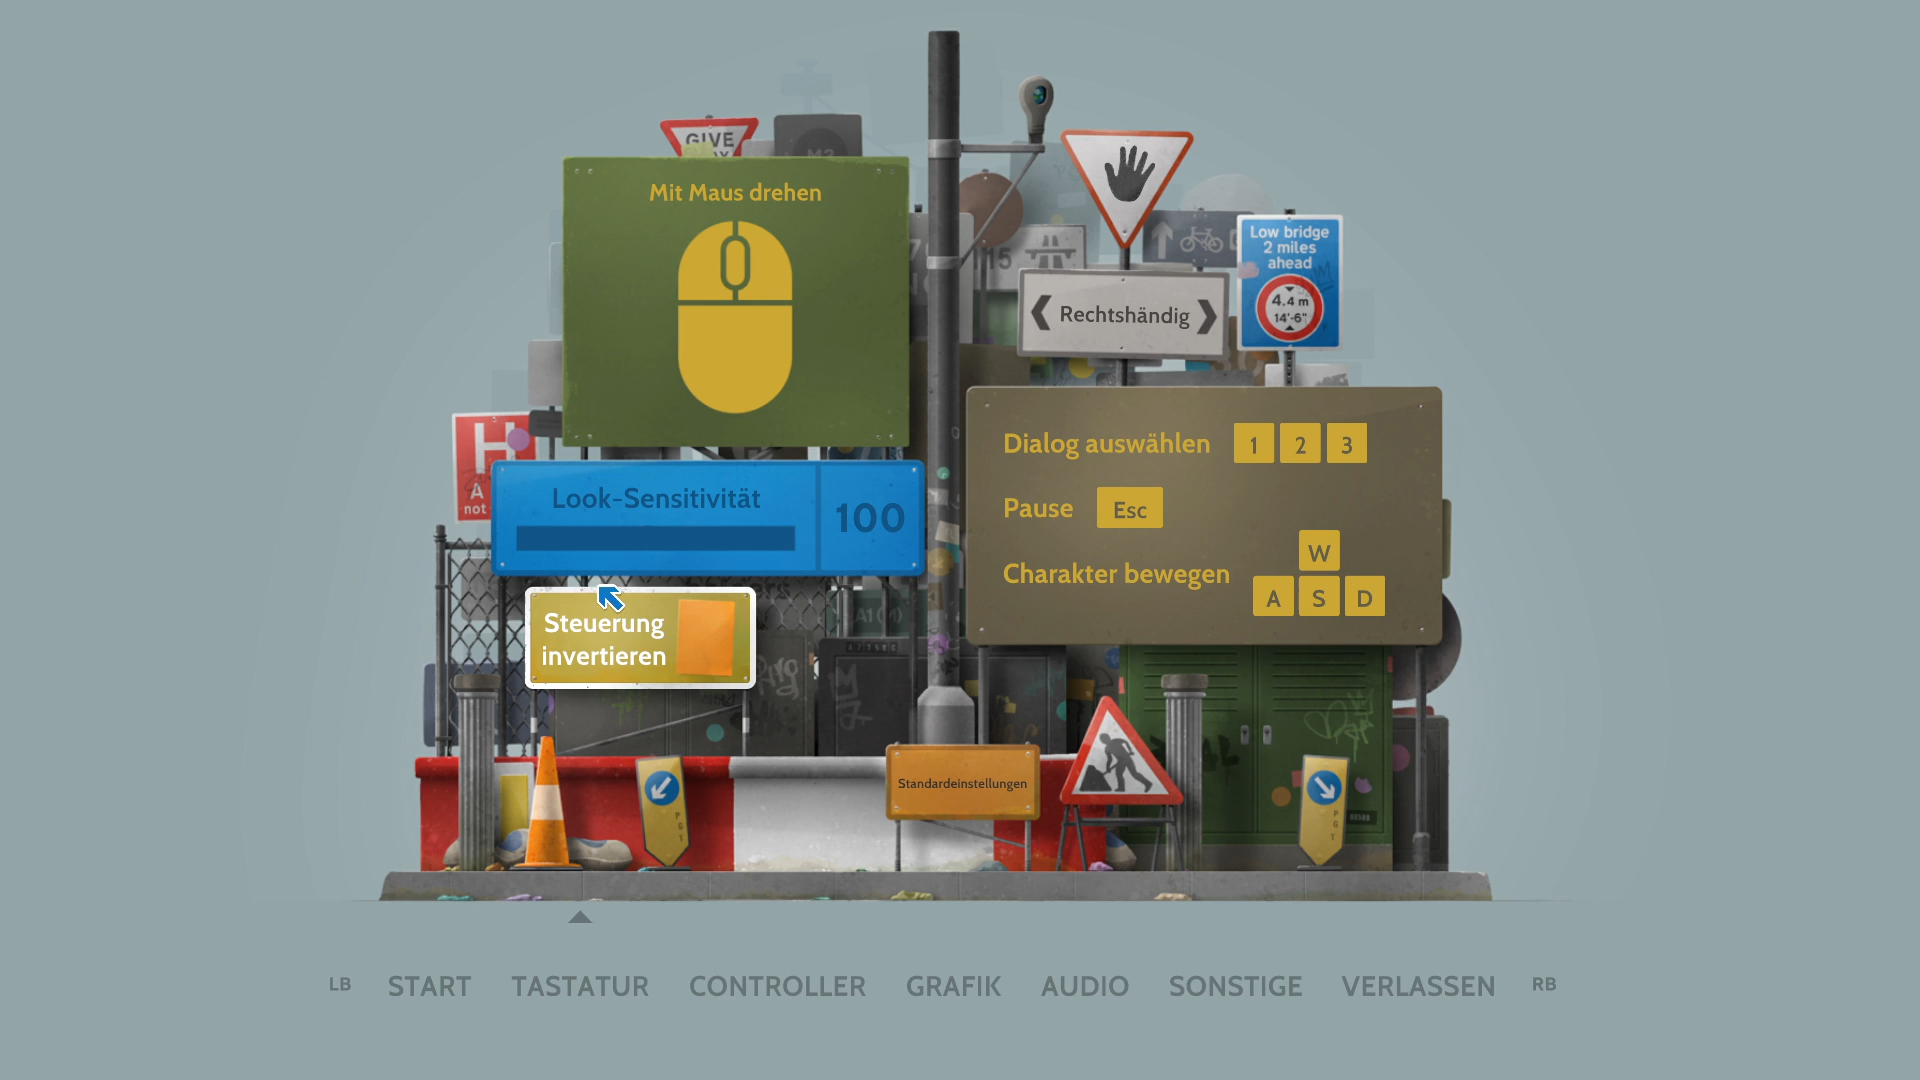 GIVE
Mit Maus drehen
Low bridge
2 miles
ahead
4.4 m
14'-6"
Rechtshändig
15
H
A
not
Look-Sensitivität
100
Dialog auswählen 1 2 3
Pause Esc
Charakter bewegen
W
A S D
Steuerung
invertieren
Standardeinstellungen
P
G
Y
P
G
Y
LB START TASTATUR CONTROLLER GRAFIK AUDIO SONSTIGE VERLASSEN RB